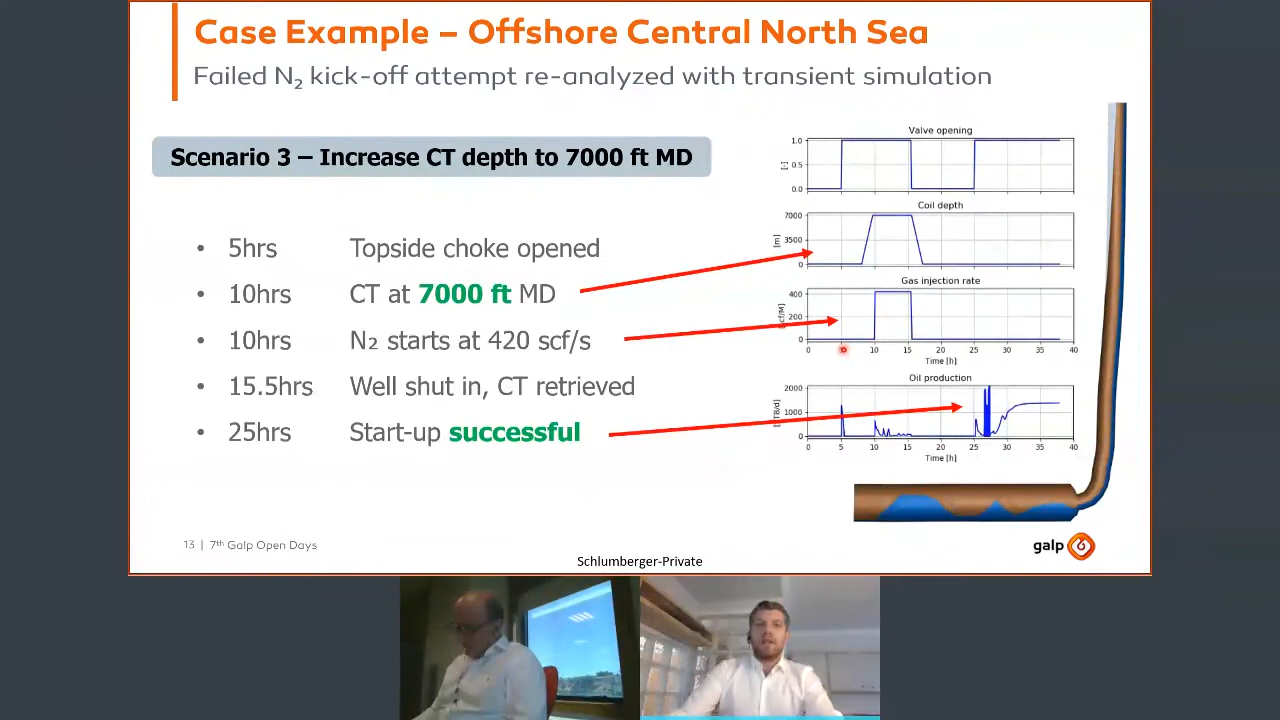 Case Example – Offshore Central North Sea
Failed N₂ kick-off attempt re-analyzed with transient simulation
Scenario 3 – Increase CT depth to 7000 ft MD
• 5hrs Topside choke opened
• 10hrs CT at 7000 ft MD
• 10hrs N₂ starts at 420 scf/s
• 15.5hrs Well shut in, CT retrieved
• 25hrs Start-up successful
Valve opening
1.0
0.5
0.0
[-]
Coil depth
7000
3500
0
[m]
Gas injection rate
400
200
0
0 5 10 15 20 25 30 35 40
Time [h]
Oil production
2000
1000
0
0 5 10 15 20 25 30 35 40
Time [h]
13 | 7th Galp Open Days
galp
Schlumberger-Private